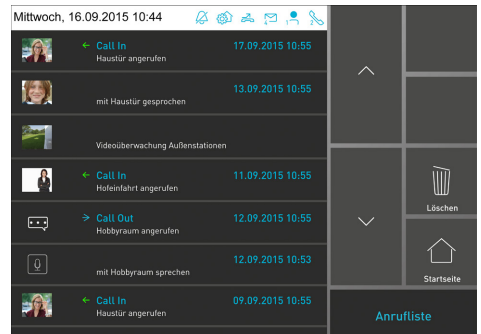 Mittwoch, 16.09.2015 10:44
← Call In 17.09.2015 10:55
Haustür angerufen
13.09.2015 10:55
mit Haustür gesprochen
Videoüberwachung Außenstationen
← Call In 11.09.2015 10:55
Hofeinfahrt angerufen
→ Call Out 12.09.2015 10:55
Hobbyraum angerufen
12.09.2015 10:53
mit Hobbyraum sprechen
← Call In 09.09.2015 10:55
Haustür angerufen
Löschen
Startseite
Anrufliste